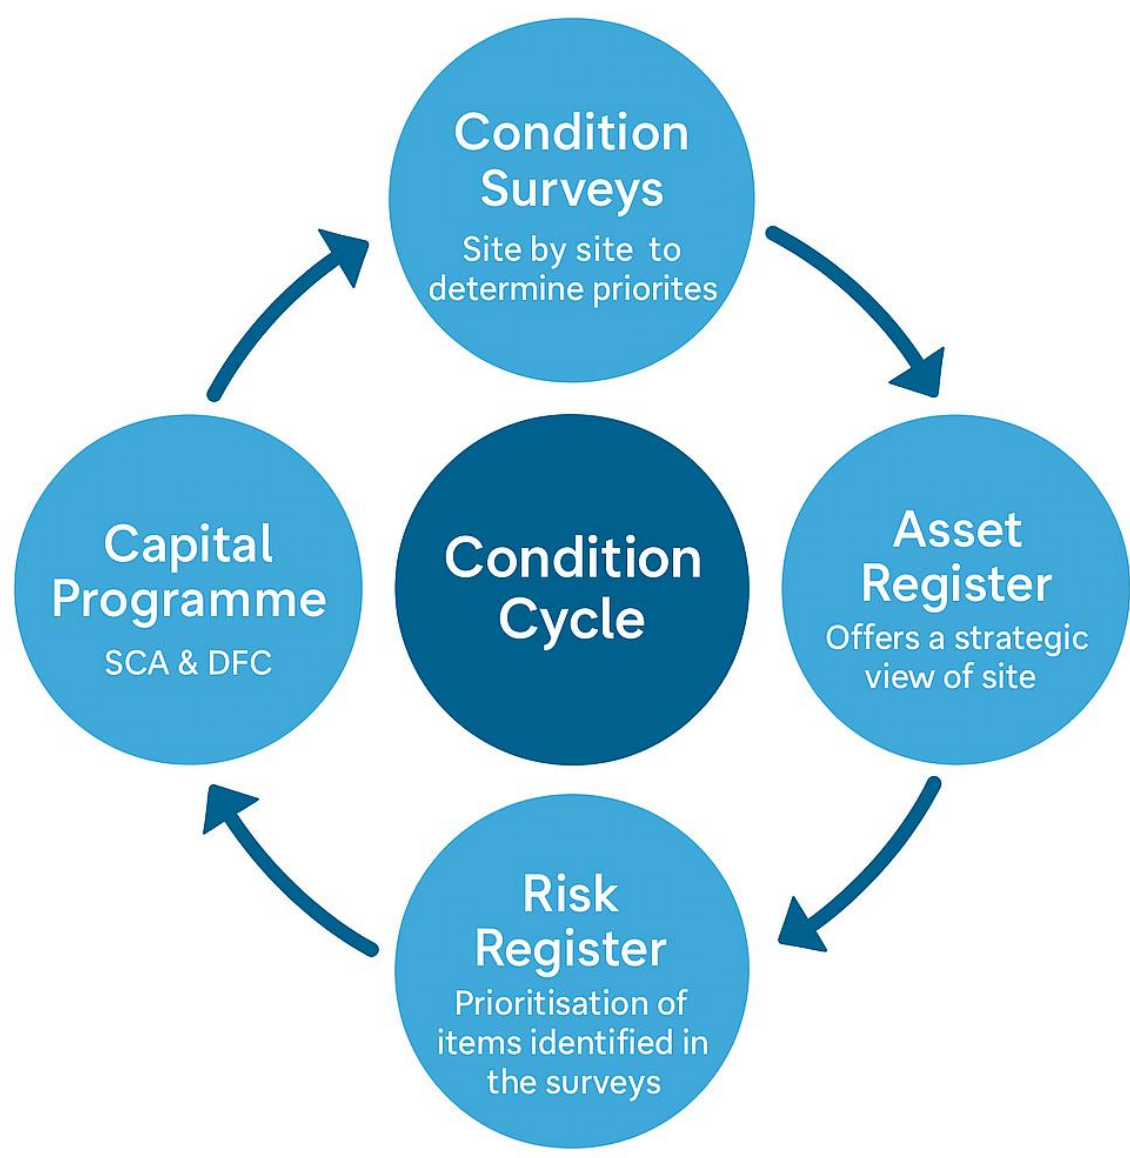 Condition
Surveys
Site by site to
determine priorites
Asset
Register
Offers a strategic
view of site
Risk
Register
Prioritisation of
items identified in
the surveys
Capital
Programme
SCA & DFC
Condition
Cycle